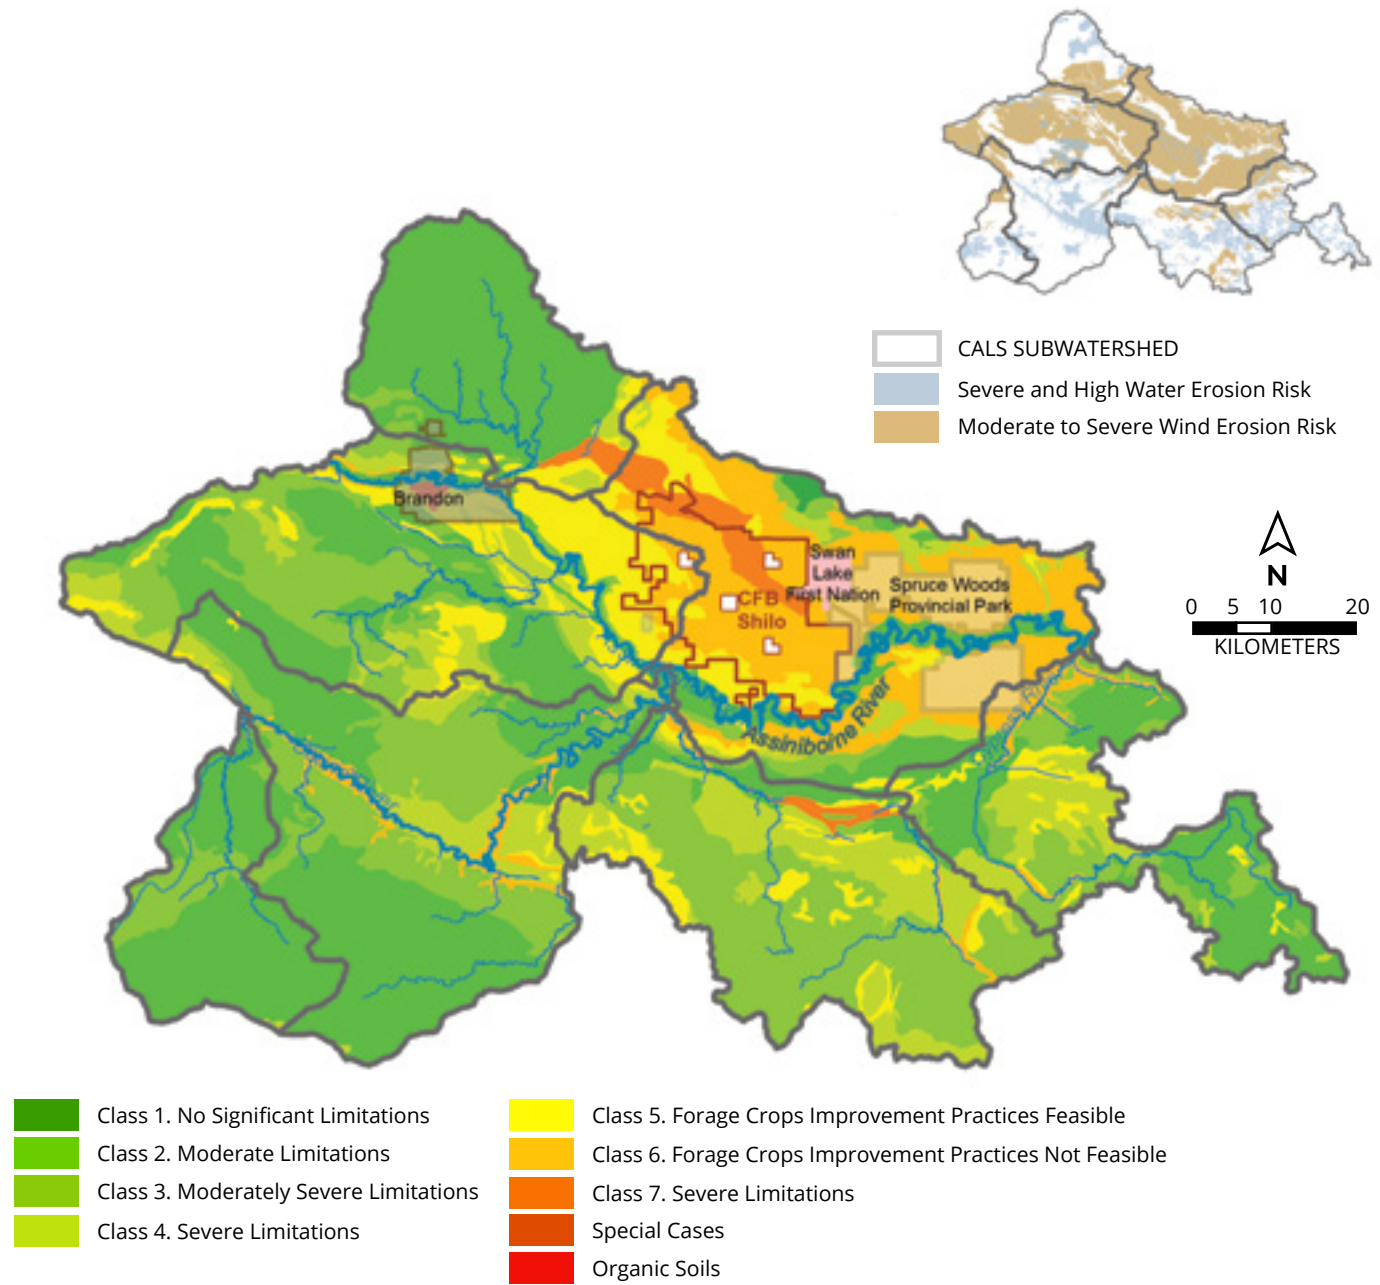 CALS SUBWATERSHED
Severe and High Water Erosion Risk
Moderate to Severe Wind Erosion Risk
Brandon
Swan
Lake
First Nation
CFB
Shilo
Spruce Woods
Provincial Park
Assiniborne River
N
0 5 10 20
KILOMETERS
Class 1. No Significant Limitations
Class 2. Moderate Limitations
Class 3. Moderately Severe Limitations
Class 4. Severe Limitations
Class 5. Forage Crops Improvement Practices Feasible
Class 6. Forage Crops Improvement Practices Not Feasible
Class 7. Severe Limitations
Special Cases
Organic Soils